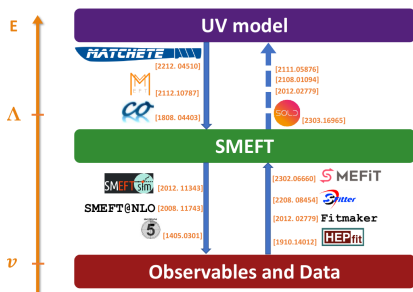 E
UV model
MATCHETE
[2212. 04510]
[2111.05876]
[2108.01094]
[2012.02779]
[2112.10787]
Λ
CO
[1808. 04403]
SOLD
[2303.16965]
SMEFT
[2302.06660]
SMEFiT
SMEFTsim
[2012. 11343]
[2208. 08454]
Sfitter
SMEFT@NLO
[2008. 11743]
[2012. 02779]
Fitmaker
5
[1405.0301]
[1910.14012]
HEPfit
v
Observables and Data